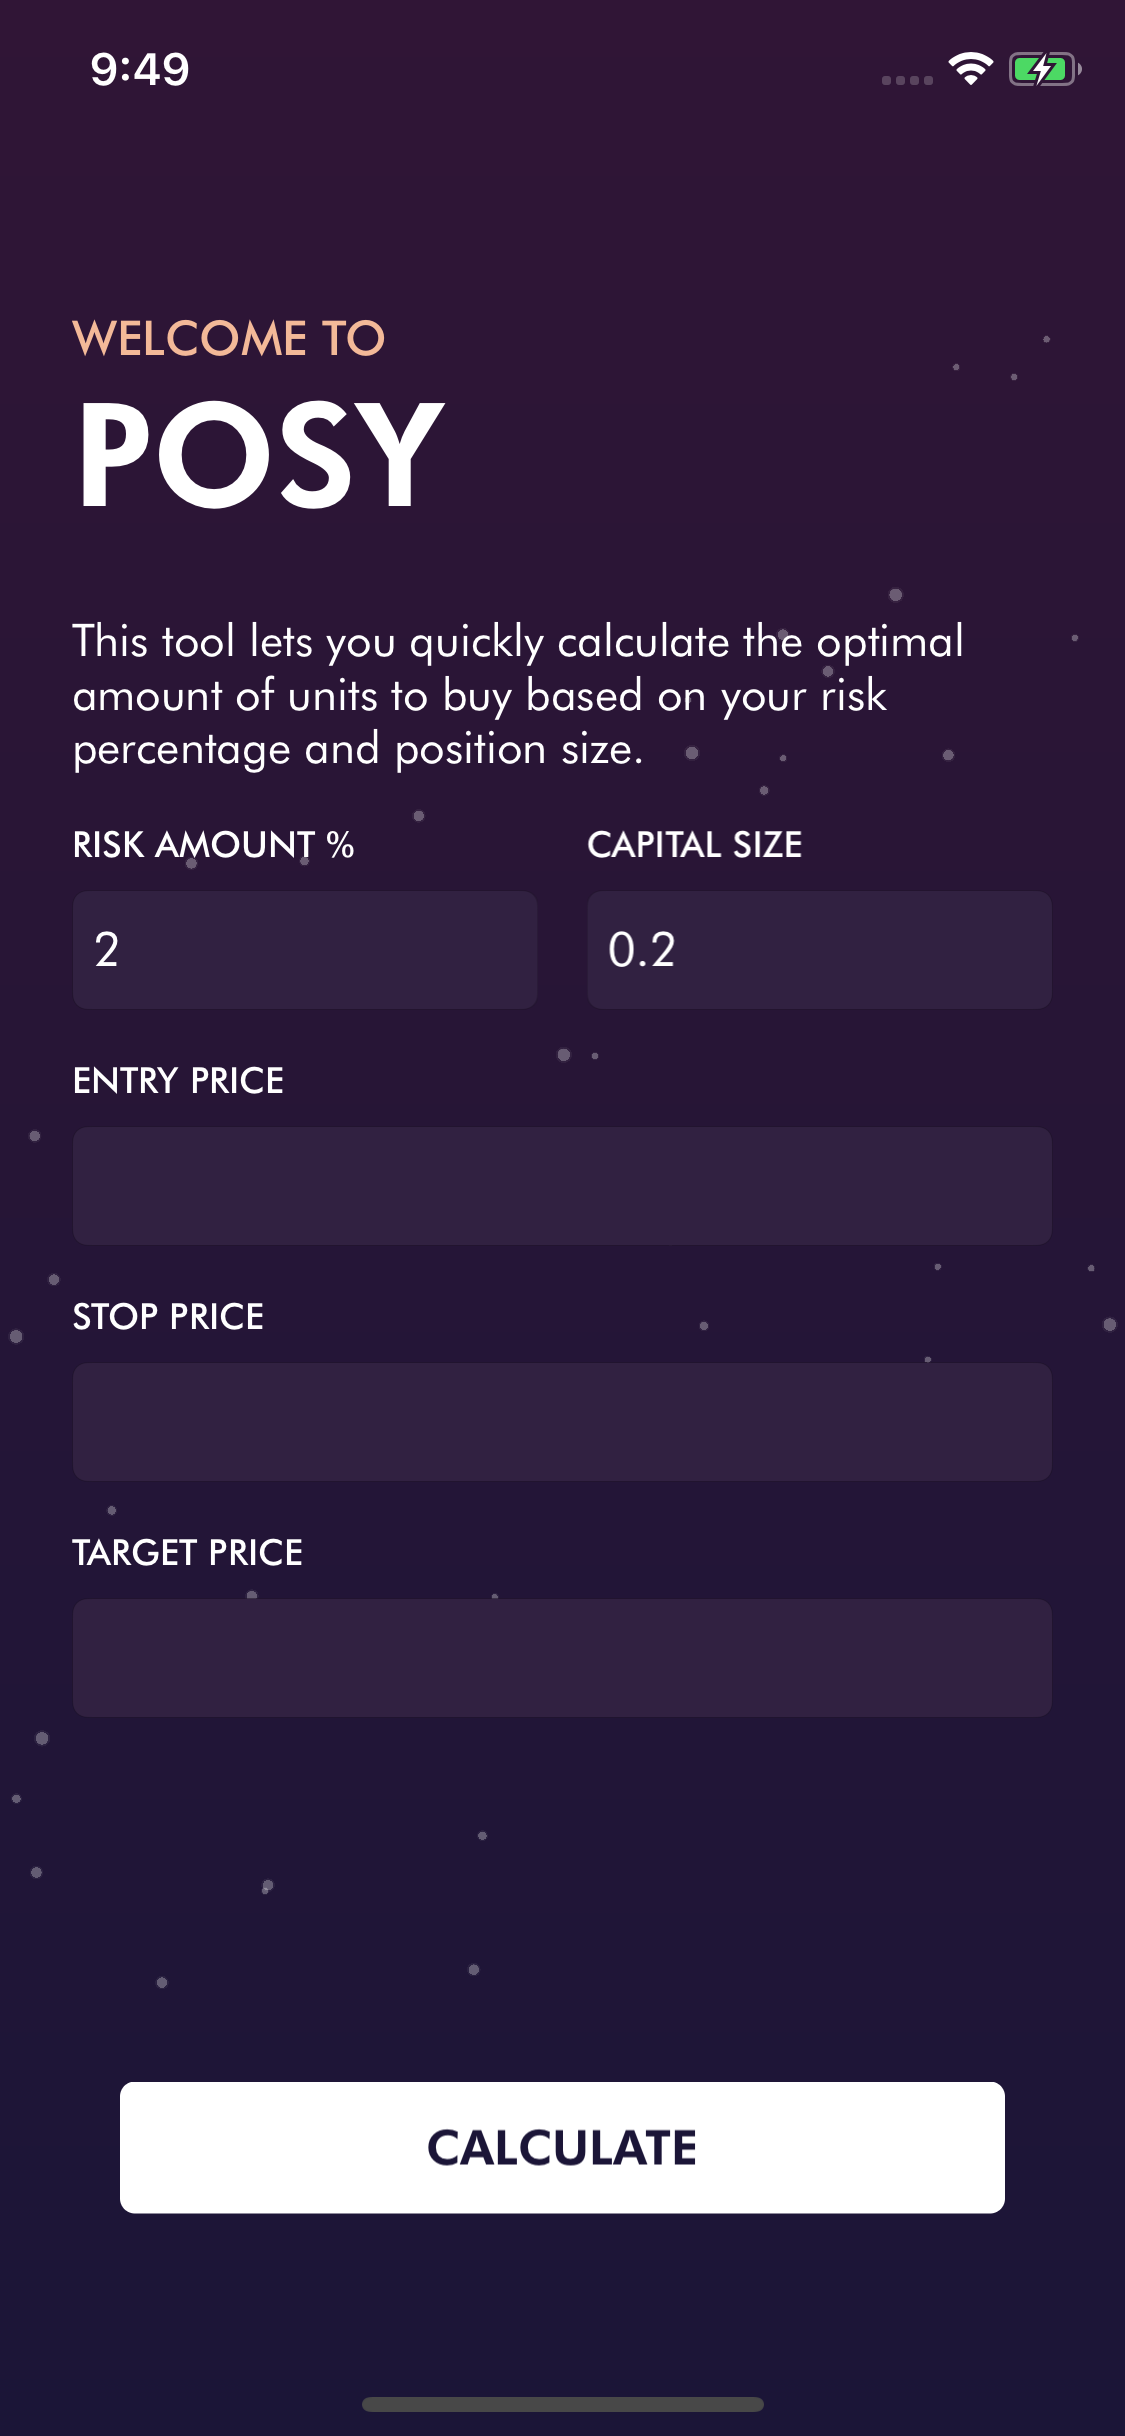 9:49
WELCOME TO
POSY
This tool lets you quickly calculate the optimal
amount of units to buy based on your risk
percentage and position size.
RISK AMOUNT % CAPITAL SIZE
2 0.2
ENTRY PRICE
STOP PRICE
TARGET PRICE
CALCULATE